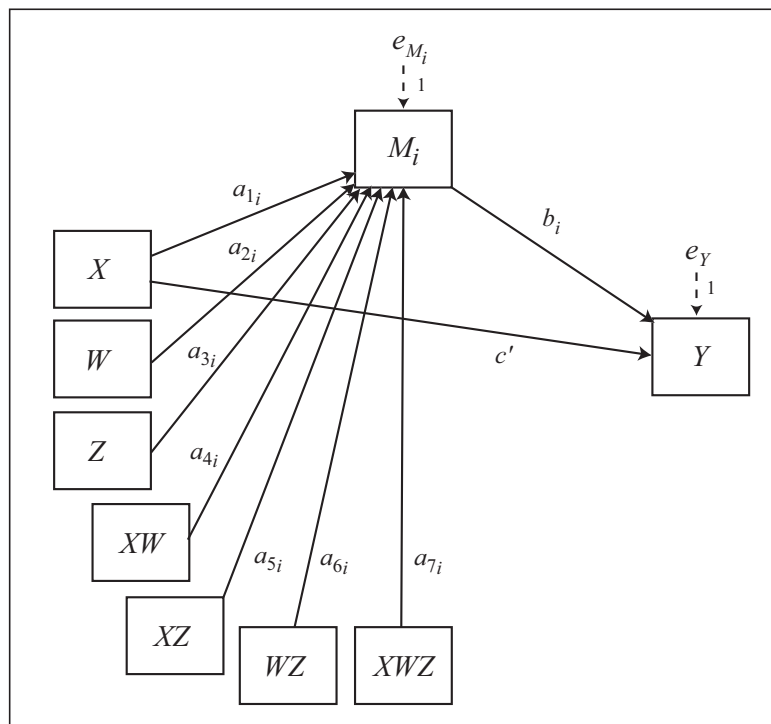 e_{M_i}
1
M_i
a_{1i}
X
a_{2i}
b_i
e_Y
1
W
a_{3i}
c'
Y
Z
a_{4i}
XW
a_{5i}
a_{6i}
a_{7i}
XZ
WZ
XWZ